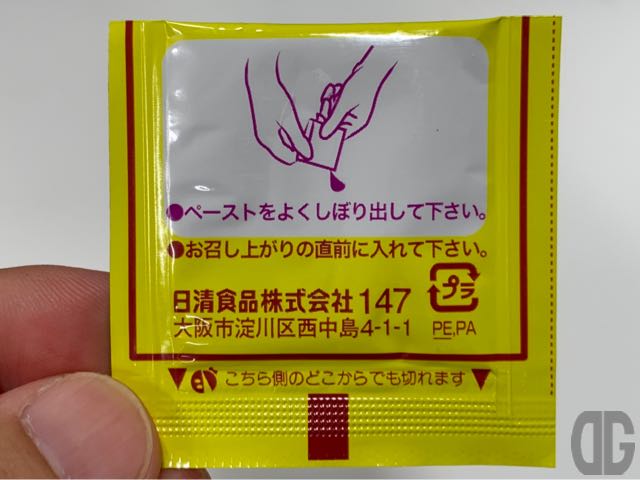 ●ペーストをよくしぼり出して下さい。
●お召し上がりの直前に入れて下さい。
日清食品株式会社 147
大阪市淀川区西中島4-1-1
プラ
PE,PA
▼こちら側のどこからでも切れます▼
DG